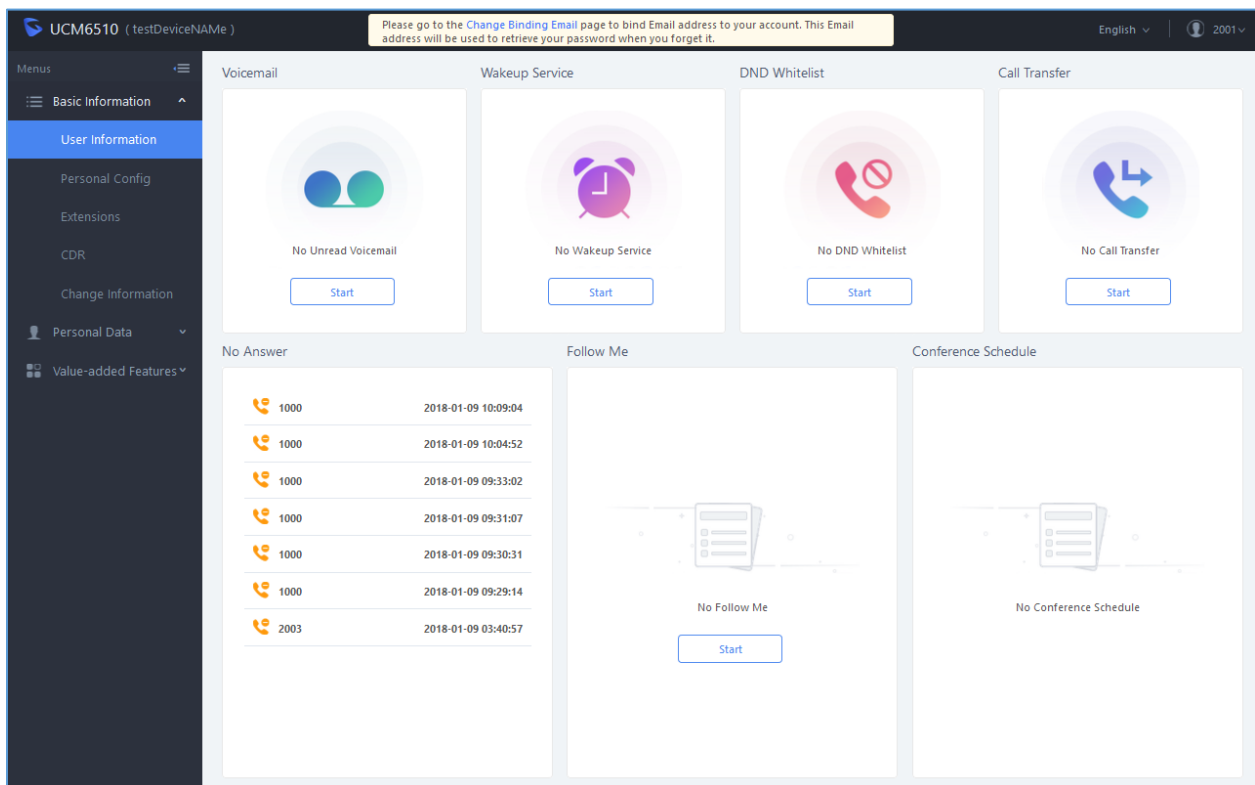 UCM6510 ( testDeviceNAMe )
Please go to the Change Binding Email page to bind Email address to your account. This Email
address will be used to retrieve your password when you forget it.
English
2001
Menus
Basic Information
User Information
Personal Config
Extensions
CDR
Change Information
Personal Data
Value-added Features
Voicemail
No Unread Voicemail
Start
Wakeup Service
No Wakeup Service
Start
DND Whitelist
No DND Whitelist
Start
Call Transfer
No Call Transfer
Start
No Answer
1000 2018-01-09 10:09:04
1000 2018-01-09 10:04:52
1000 2018-01-09 09:33:02
1000 2018-01-09 09:31:07
1000 2018-01-09 09:30:31
1000 2018-01-09 09:29:14
2003 2018-01-09 03:40:57
Follow Me
No Follow Me
Start
Conference Schedule
No Conference Schedule